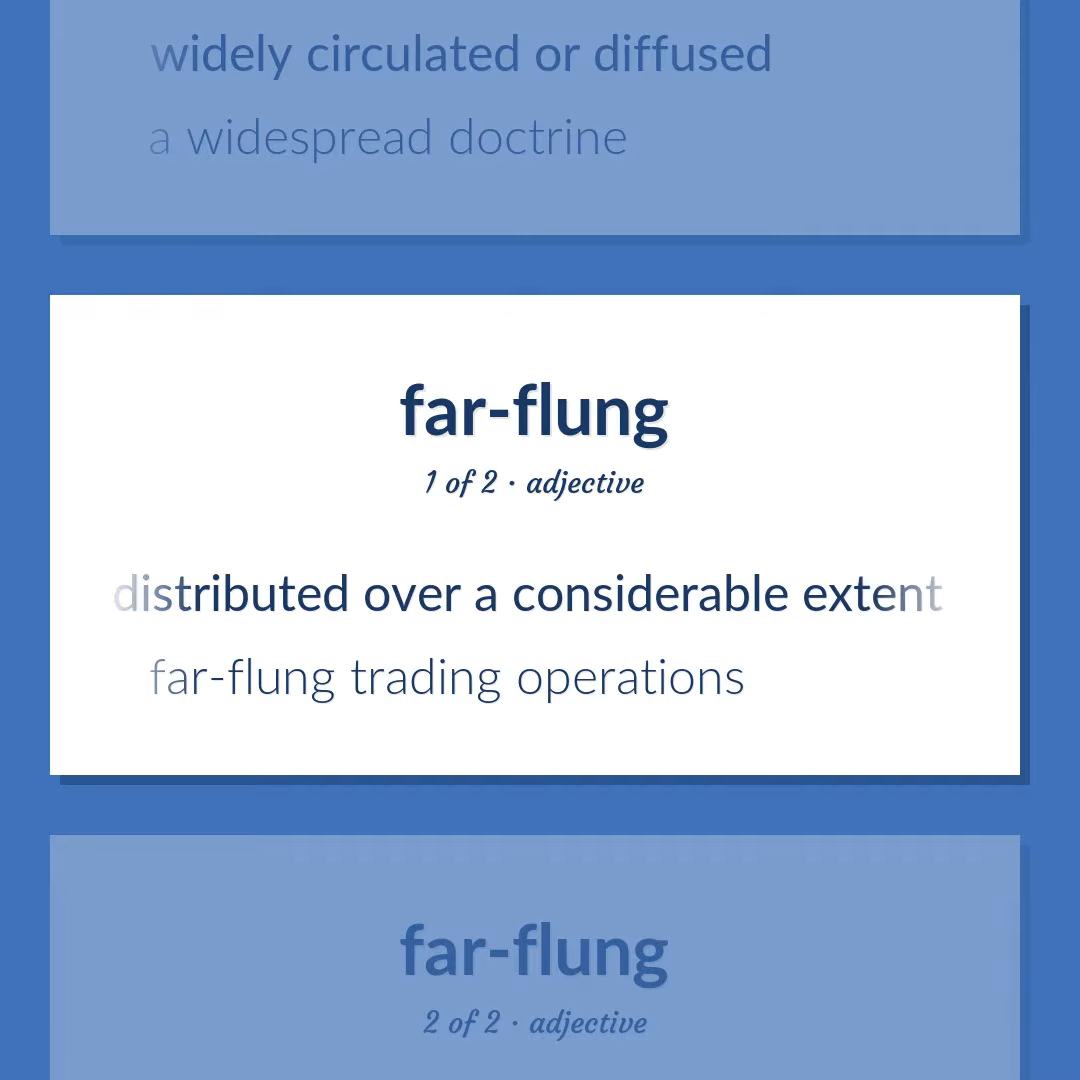 widely circulated or diffused
a widespread doctrine
far-flung
1 of 2 · adjective
distributed over a considerable extent
far-flung trading operations
far-flung
2 of 2 · adjective